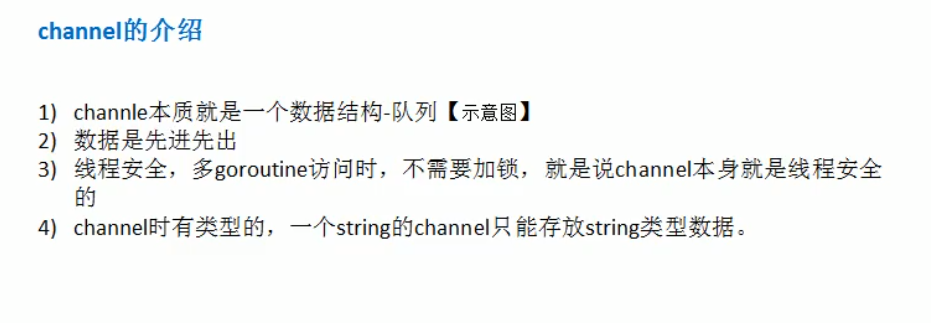 channel的介绍
1) channle本质就是一个数据结构-队列【示意图】
2) 数据是先进先出
3) 线程安全，多goroutine访问时，不需要加锁，就是说channel本身就是线程安全
的
4) channel时有类型的，一个string的channel只能存放string类型数据。